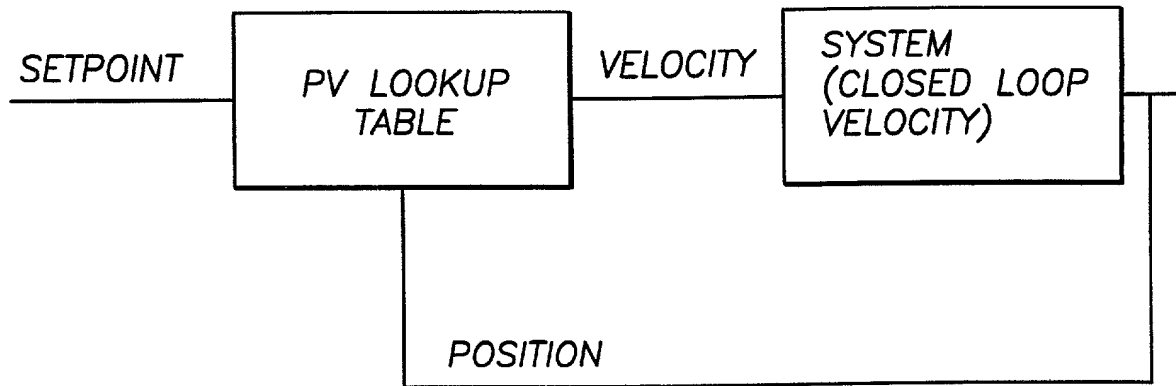 SETPOINT
PV LOOKUP
TABLE
VELOCITY
SYSTEM
(CLOSED LOOP
VELOCITY)
POSITION